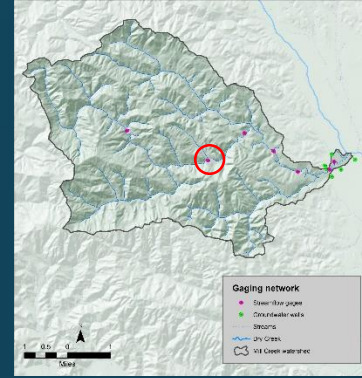 1 0.5 0 1
Miles
Gaging network
Streamflow gages
Groundwater wells
Streams
Dry Creek
Mill Creek watershed